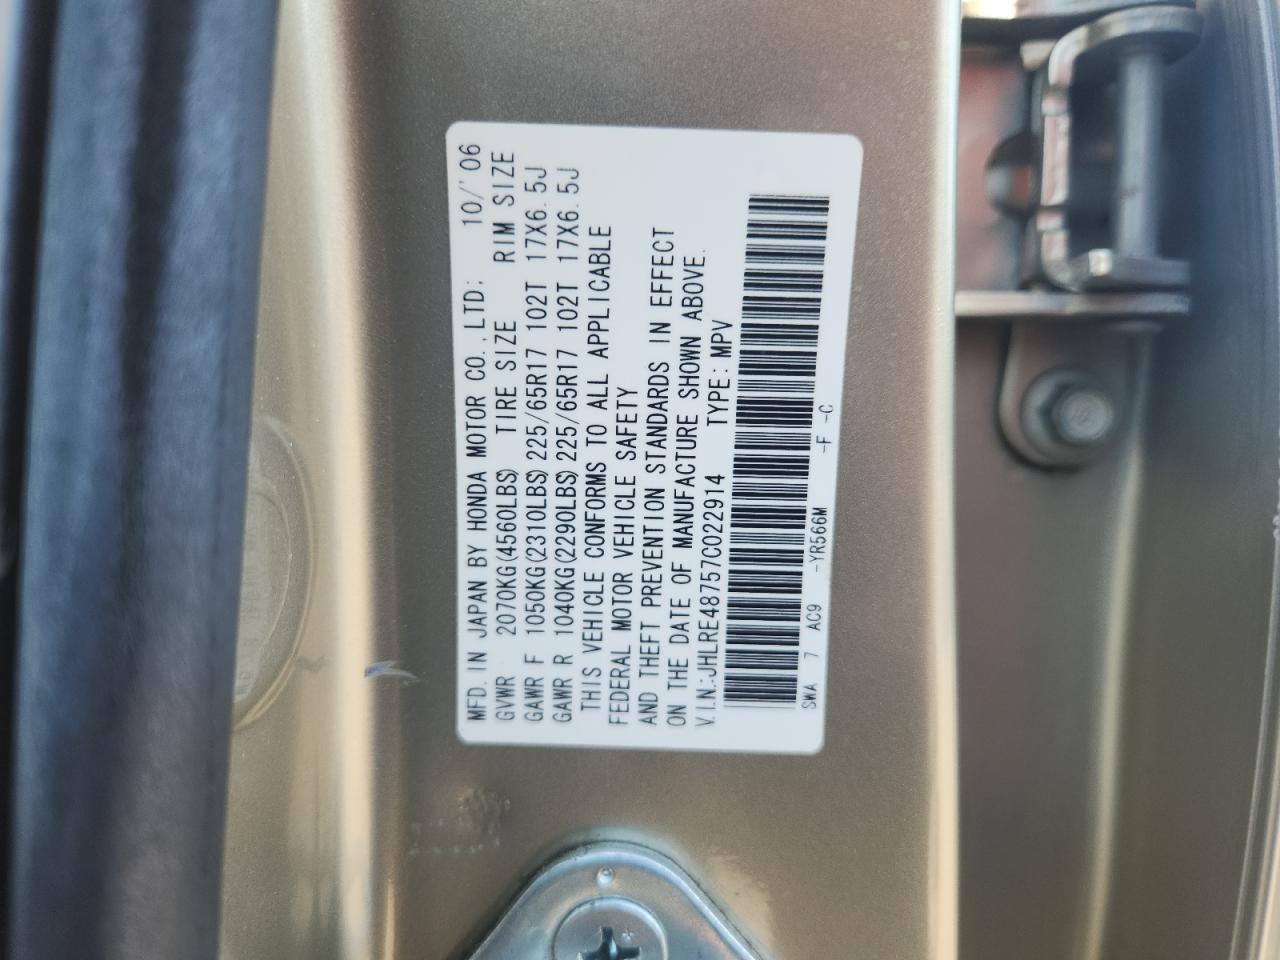 MFD. IN JAPAN BY HONDA MOTOR CO., LTD: 10/'06
GVWR 2070KG(4560LBS) TIRE SIZE RIM SIZE
GAWR F 1050KG(2310LBS) 225/65R17 102T 17X6.5J
GAWR R 1040KG(2290LBS) 225/65R17 102T 17X6.5J
THIS VEHICLE CONFORMS TO ALL APPLICABLE
FEDERAL MOTOR VEHICLE SAFETY
AND THEFT PREVENTION STANDARDS IN EFFECT
ON THE DATE OF MANUFACTURE SHOWN ABOVE.
V.I.N.:JHLRE48757C022914 TYPE: MPV
SWA 7 AC9 -YR566M -F -C